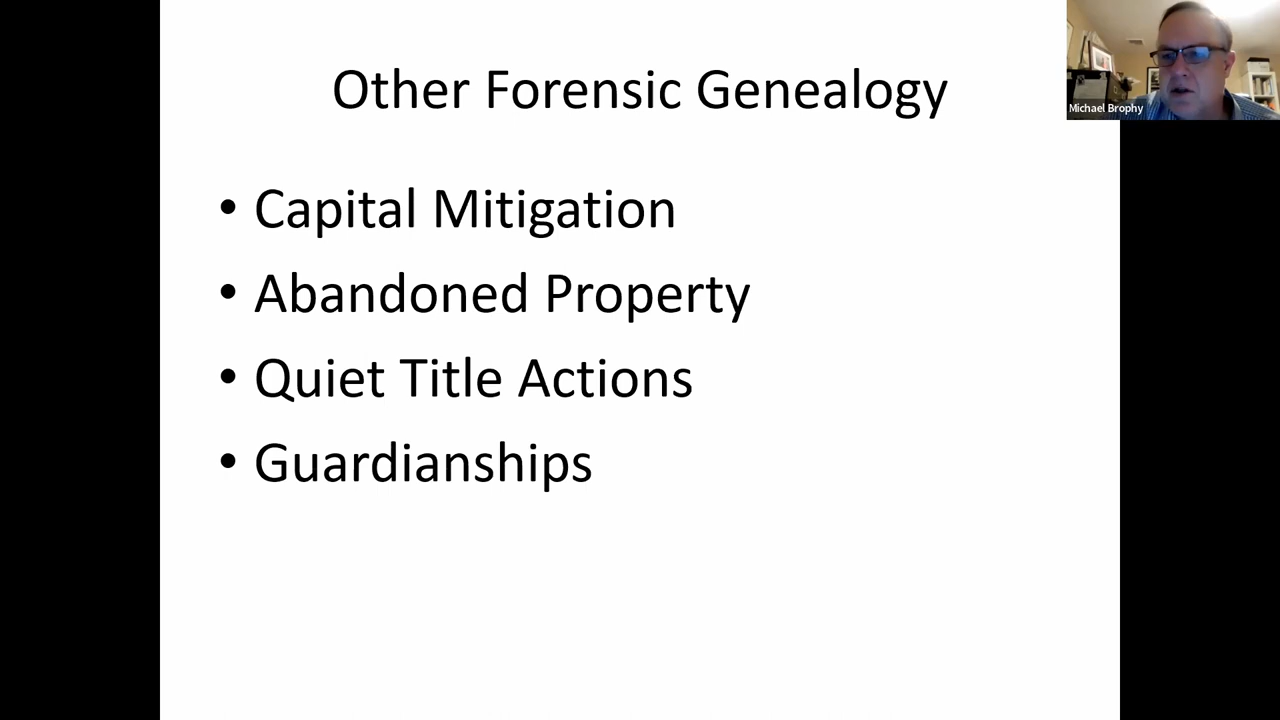 Other Forensic Genealogy
• Capital Mitigation
• Abandoned Property
• Quiet Title Actions
• Guardianships
Michael Brophy